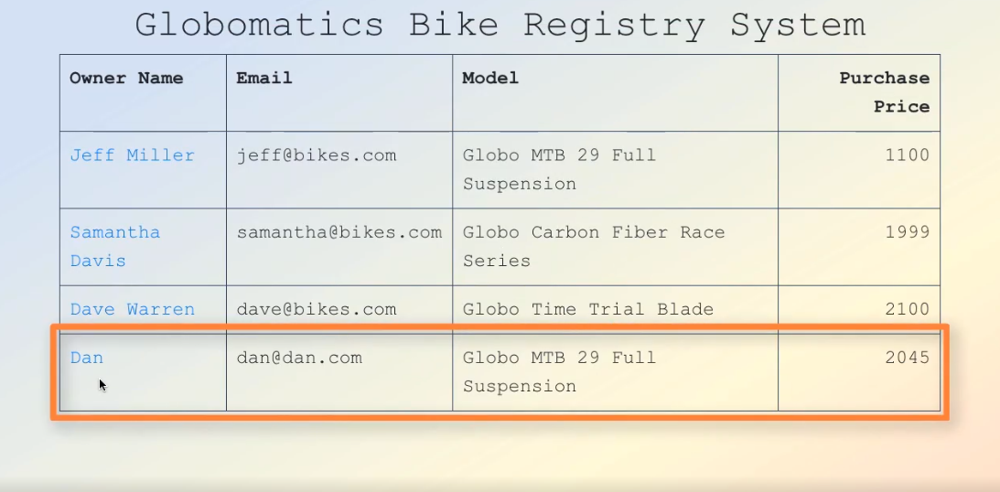 Globomatics Bike Registry System
Owner Name Email Model Purchase
Price
Jeff Miller jeff@bikes.com Globo MTB 29 Full 1100
Suspension
Samantha samantha@bikes.com Globo Carbon Fiber Race 1999
Davis Series
Dave Warren dave@bikes.com Globo Time Trial Blade 2100
Dan dan@dan.com Globo MTB 29 Full 2045
Suspension